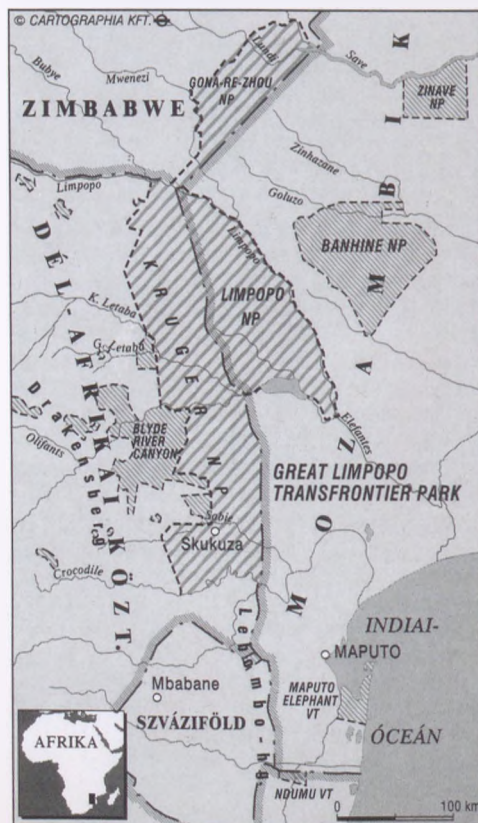 © CARTOGRAPHIA KFT.
Lundi
Save
Bubye
Mwenezi
GONA-RE-ZHOU
NP
ZINAVE
NP
ZIMBABWE
Zinhazane
Goluzo
Limpopo
BANHINE NP
Limpopo
LIMPOPO
NP
KRUGER NP
K. Letaba
G. Letaba
DÉL-AFRIKAI KÖZT.
MOZAMBIK
Drakensberg
Olifants
BLYDE
RIVER
CANYON
Elefantes
GREAT LIMPOPO
TRANSFRONTIER PARK
Sabie
Skukuza
Crocodile
Lebombo-hg.
INDIAI-
ÓCEÁN
MAPUTO
Mbabane
SZVÁZIFÖLD
MAPUTO
ELEPHANT
VT
NDUMU VT
AFRIKA
0 100 km